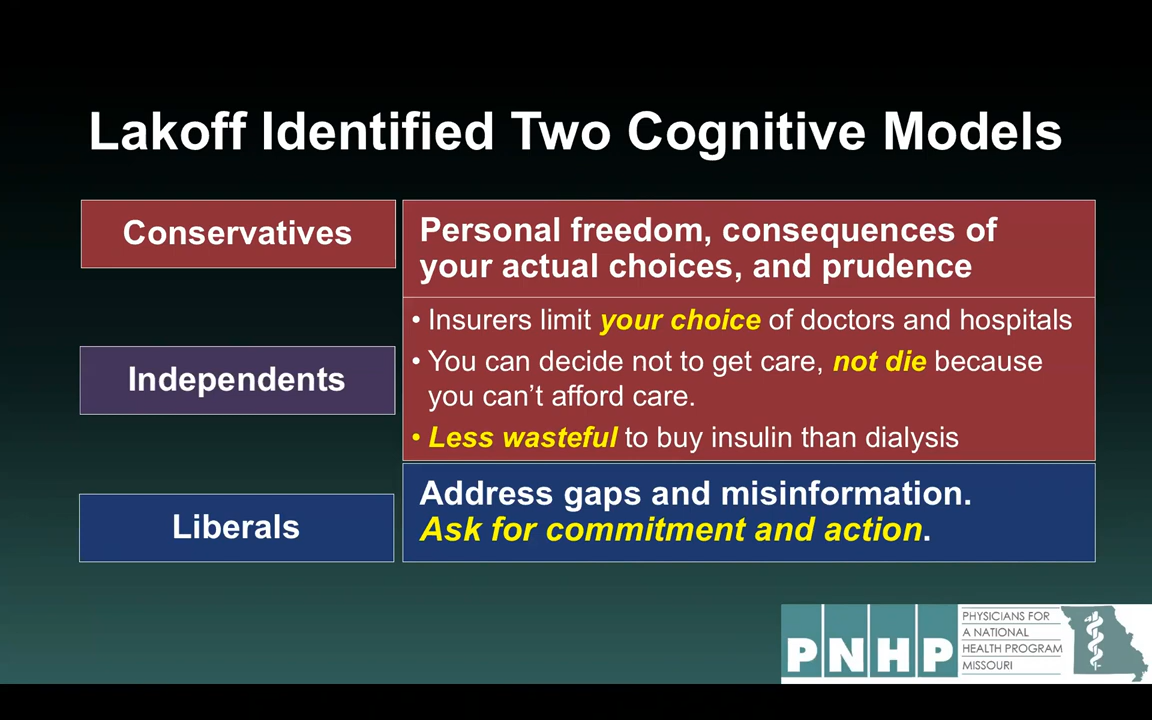 Lakoff Identified Two Cognitive Models
Conservatives
Personal freedom, consequences of
your actual choices, and prudence
• Insurers limit your choice of doctors and hospitals
• You can decide not to get care, not die because
you can’t afford care.
• Less wasteful to buy insulin than dialysis
Independents
Liberals
Address gaps and misinformation.
Ask for commitment and action.
PNHP
PHYSICIANS FOR
A NATIONAL
HEALTH PROGRAM
MISSOURI